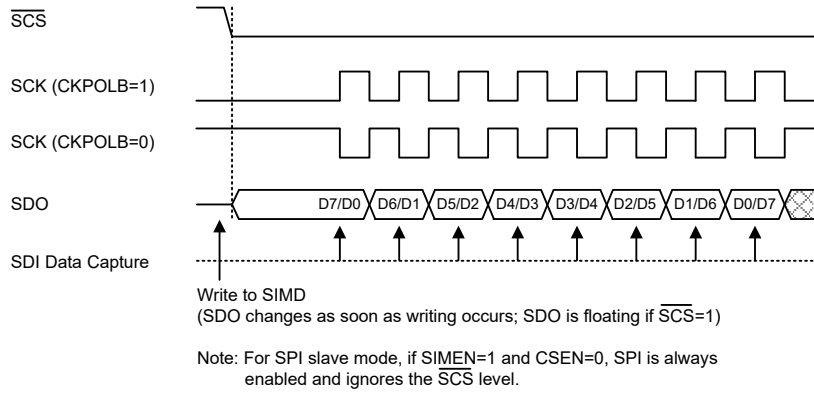 SCS
SCK (CKPOLB=1)
SCK (CKPOLB=0)
SDO
D7/D0 D6/D1 D5/D2 D4/D3 D3/D4 D2/D5 D1/D6 D0/D7
SDI Data Capture
Write to SIMD
(SDO changes as soon as writing occurs; SDO is floating if SCS=1)
Note: For SPI slave mode, if SIMEN=1 and CSEN=0, SPI is always
enabled and ignores the SCS level.